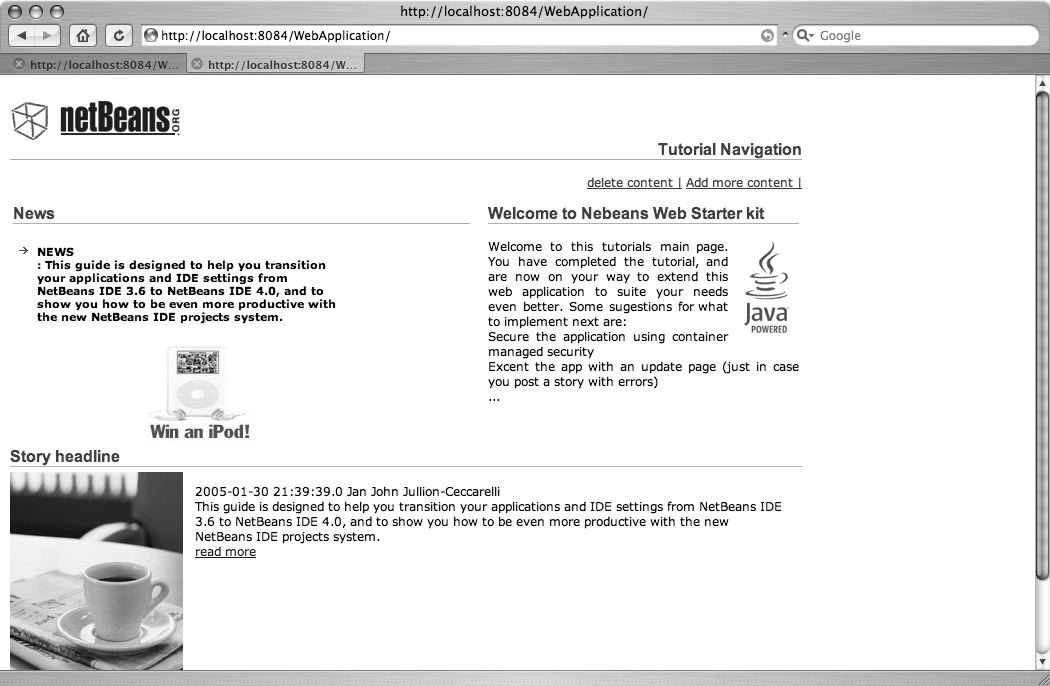 http://localhost:8084/WebApplication/
http://localhost:8084/WebApplication/
Google
http://localhost:8084/W... http://localhost:8084/W...
netBeans.ORG
Tutorial Navigation
delete content | Add more content |
News
NEWS
: This guide is designed to help you transition
your applications and IDE settings from
NetBeans IDE 3.6 to NetBeans IDE 4.0, and to
show you how to be even more productive with
the new NetBeans IDE projects system.
Win an iPod!
Welcome to Nebeans Web Starter kit
Welcome to this tutorials main page.
You have completed the tutorial, and
are now on your way to extend this
web application to suite your needs
even better. Some sugestions for what
to implement next are:
Secure the application using container
managed security
Excent the app with an update page (just in case
you post a story with errors)
...
Java
POWERED
Story headline
2005-01-30 21:39:39.0 Jan John Jullion-Ceccarelli
This guide is designed to help you transition your applications and IDE settings from NetBeans IDE
3.6 to NetBeans IDE 4.0, and to show you how to be even more productive with the new
NetBeans IDE projects system.
read more